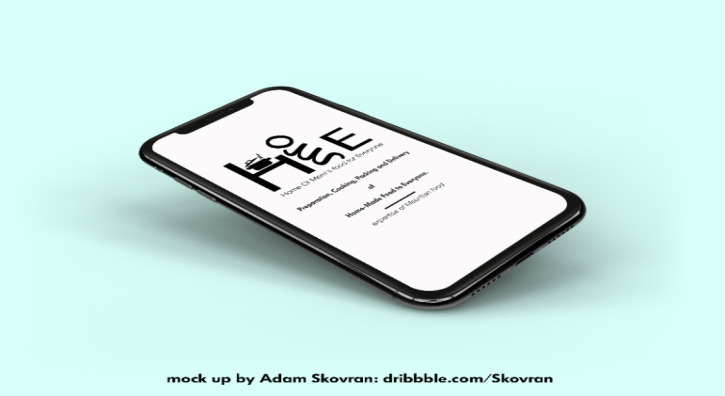 HOMSE
Home Of Mom's food for Everyone
Preparation, Cooking, Packing and Delivery
of
Home-Made Food to Everyone.
expertise of Mauritian food
mock up by Adam Skovran: dribbble.com/Skovran